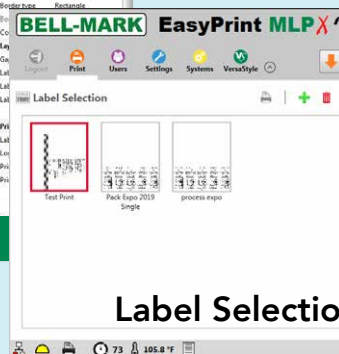 Border type Rectangle
BELL-MARK EasyPrint MLPX
Logout Print Users Settings Systems VersaStyle
Label Selection
Test Print
Pack Expo 2019
Single
process expo
Label Selectio
73 105.8 °F